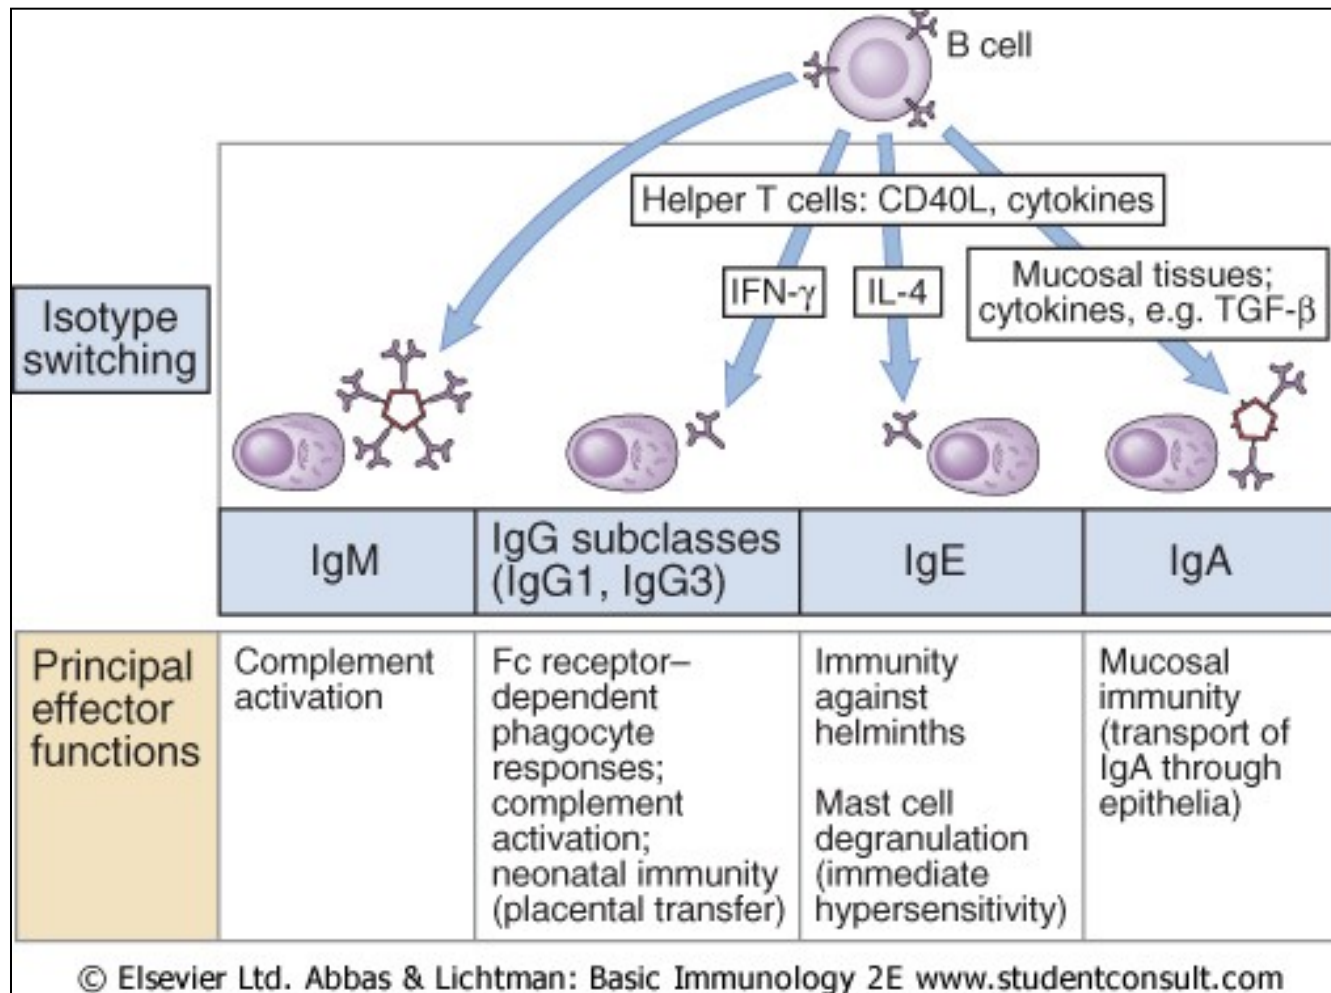 B cell
Helper T cells: CD40L, cytokines
IFN-γ
IL-4
Mucosal tissues;
cytokines, e.g. TGF-β
Isotype
switching
IgM
IgG subclasses
(IgG1, IgG3)
IgE
IgA
Principal
effector
functions
Complement
activation
Fc receptor–
dependent
phagocyte
responses;
complement
activation;
neonatal immunity
(placental transfer)
Immunity
against
helminths
Mast cell
degranulation
(immediate
hypersensitivity)
Mucosal
immunity
(transport of
IgA through
epithelia)
© Elsevier Ltd. Abbas & Lichtman: Basic Immunology 2E www.studentconsult.com